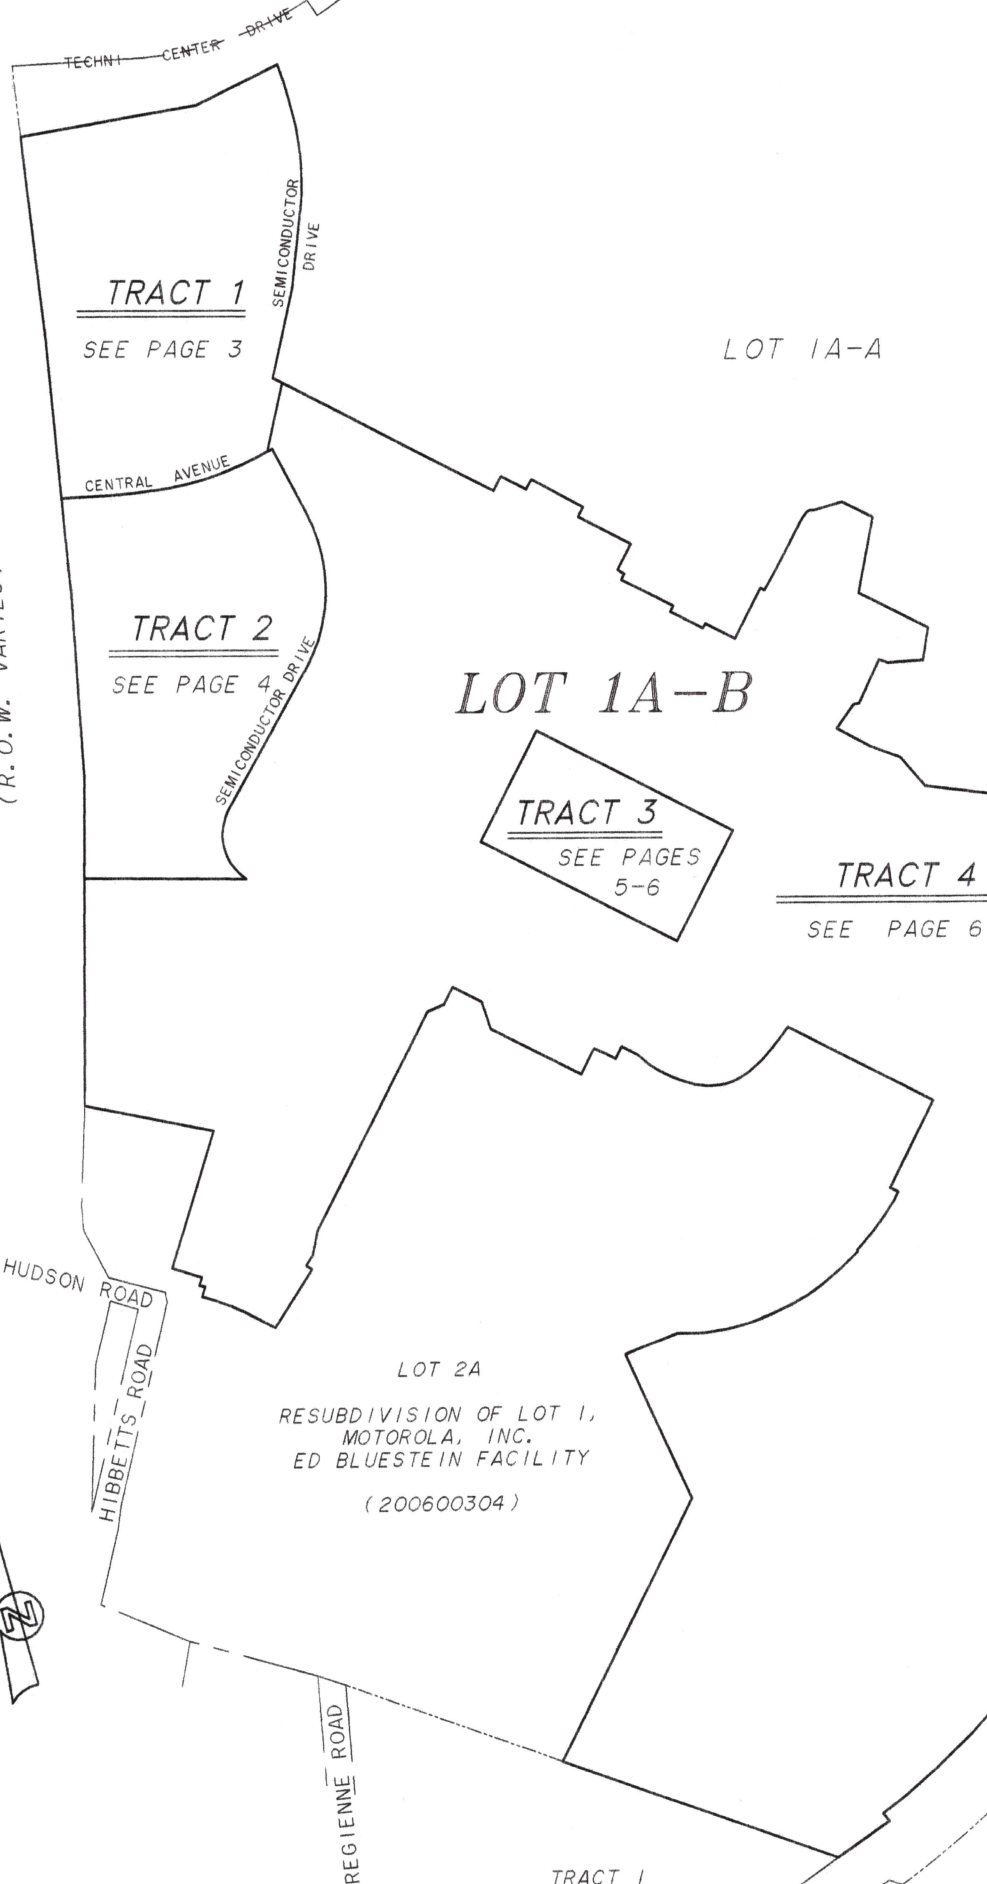 TECHNI CENTER DRIVE
SEMICONDUCTOR
DRIVE
TRACT 1
SEE PAGE 3
LOT 1A-A
CENTRAL AVENUE
TRACT 2
SEE PAGE 4
SEMICONDUCTOR DRIVE
(R.O.W.
LOT 1A-B
TRACT 3
SEE PAGES
5-6
TRACT 4
SEE PAGE 6
HUDSON ROAD
HIBBETTS ROAD
LOT 2A
RESUBDIVISION OF LOT 1,
MOTOROLA, INC.
ED BLUESTEIN FACILITY
(200600304)
N
REGIENNE ROAD
TRACT 1